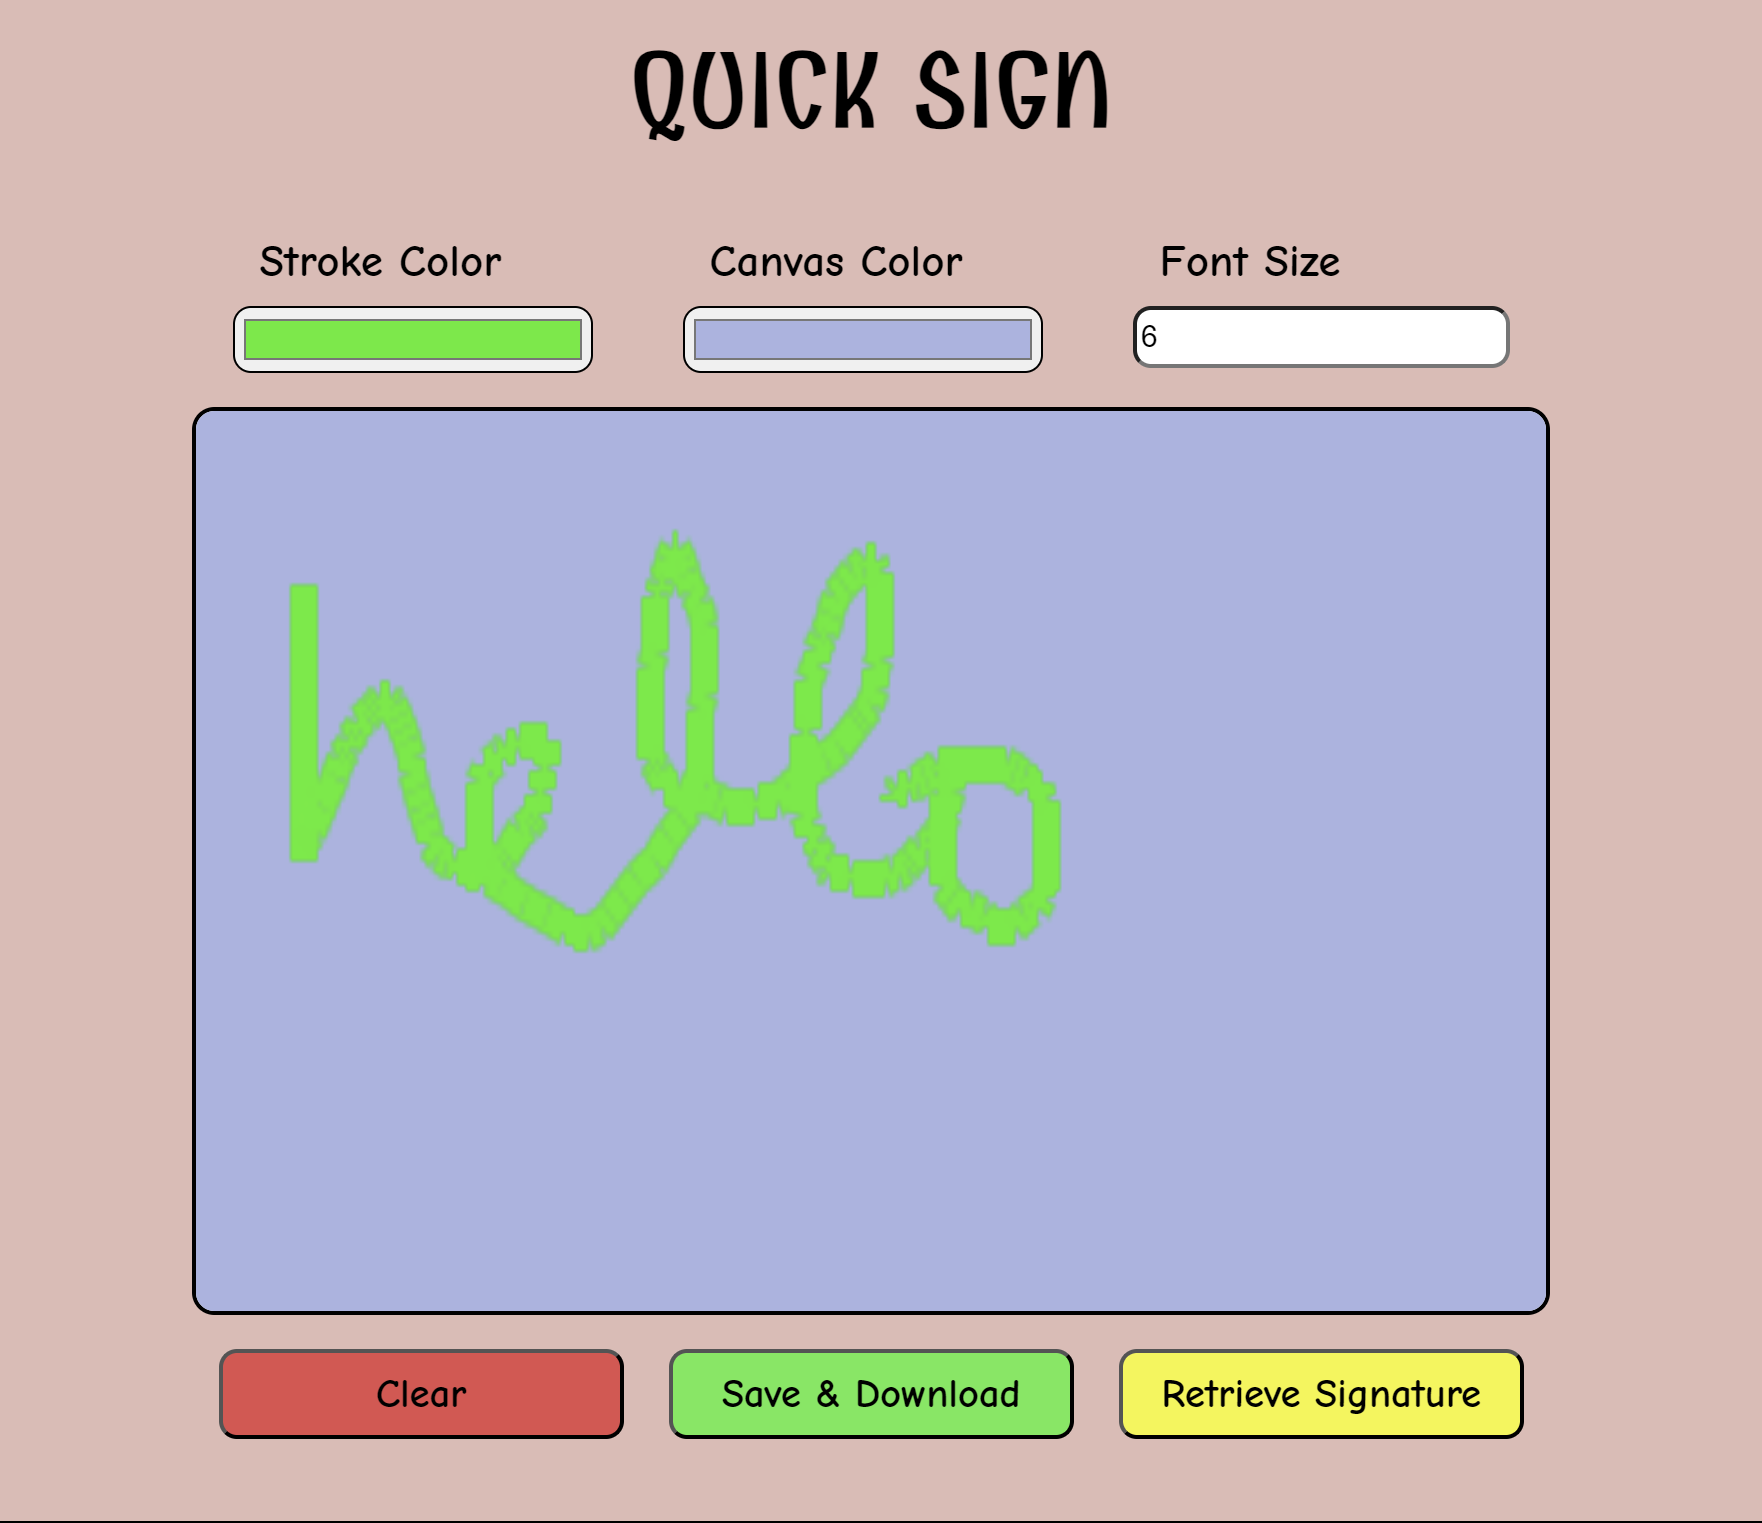 QUICK SIGN
Stroke Color Canvas Color Font Size
6
hello
Clear Save & Download Retrieve Signature